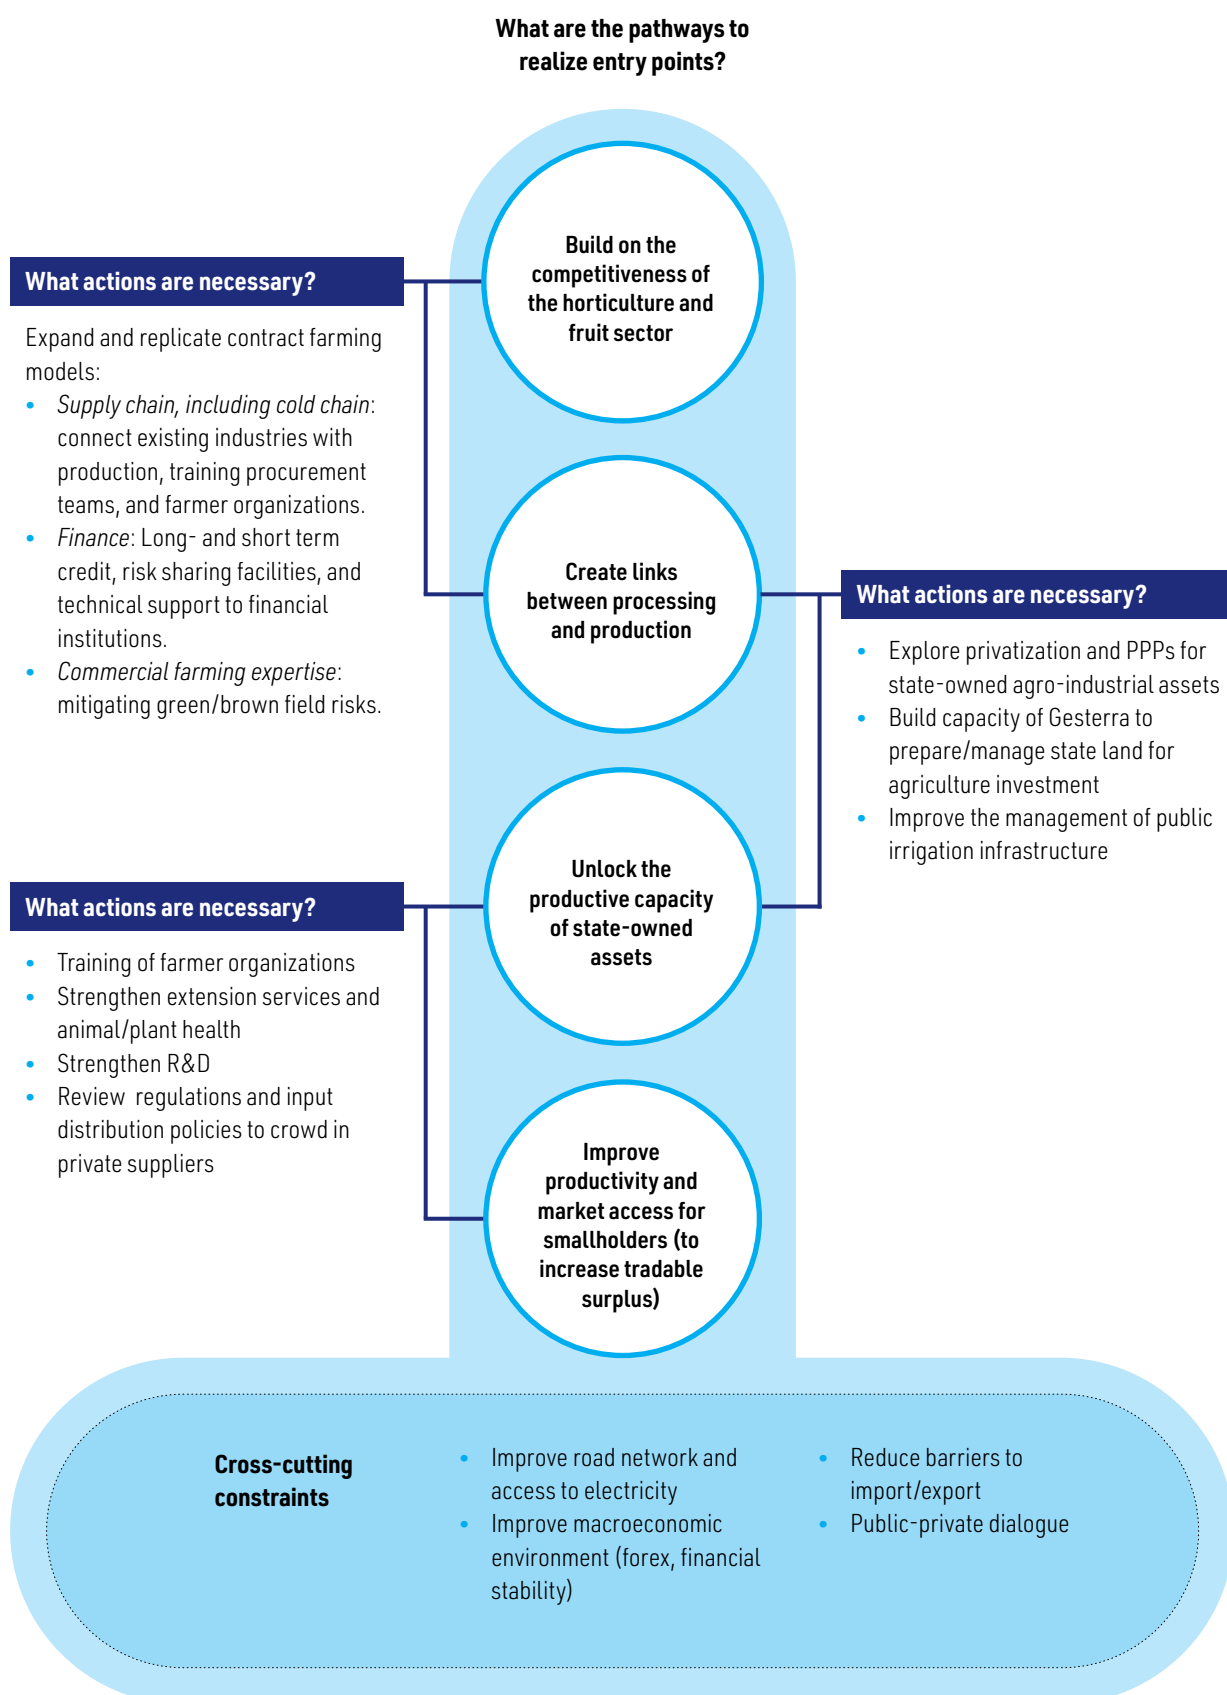 What are the pathways to
realize entry points?
Build on the
competitiveness of
the horticulture and
fruit sector
What actions are necessary?
Expand and replicate contract farming
models:
• Supply chain, including cold chain:
connect existing industries with
production, training procurement
teams, and farmer organizations.
• Finance: Long- and short term
credit, risk sharing facilities, and
technical support to financial
institutions.
• Commercial farming expertise:
mitigating green/brown field risks.
Create links
between processing
and production
What actions are necessary?
• Explore privatization and PPPs for
state-owned agro-industrial assets
• Build capacity of Gesterra to
prepare/manage state land for
agriculture investment
• Improve the management of public
irrigation infrastructure
Unlock the
productive capacity
of state-owned
assets
What actions are necessary?
• Training of farmer organizations
• Strengthen extension services and
animal/plant health
• Strengthen R&D
• Review regulations and input
distribution policies to crowd in
private suppliers
Improve
productivity and
market access for
smallholders (to
increase tradable
surplus)
Cross-cutting
constraints
• Improve road network and
access to electricity
• Improve macroeconomic
environment (forex, financial
stability)
• Reduce barriers to
import/export
• Public-private dialogue